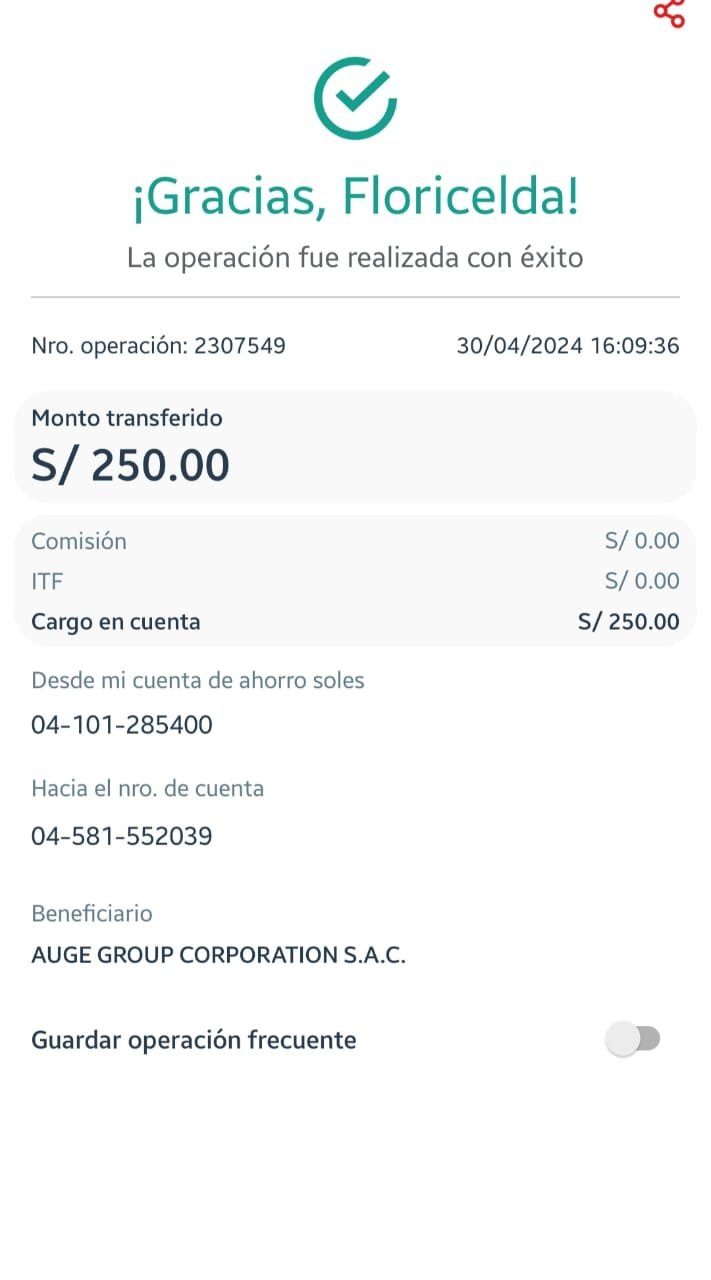 ¡Gracias, Floricelda!
La operación fue realizada con éxito
Nro. operación: 2307549 30/04/2024 16:09:36
Monto transferido
S/ 250.00
Comisión S/ 0.00
ITF S/ 0.00
Cargo en cuenta S/ 250.00
Desde mi cuenta de ahorro soles
04-101-285400
Hacia el nro. de cuenta
04-581-552039
Beneficiario
AUGE GROUP CORPORATION S.A.C.
Guardar operación frecuente